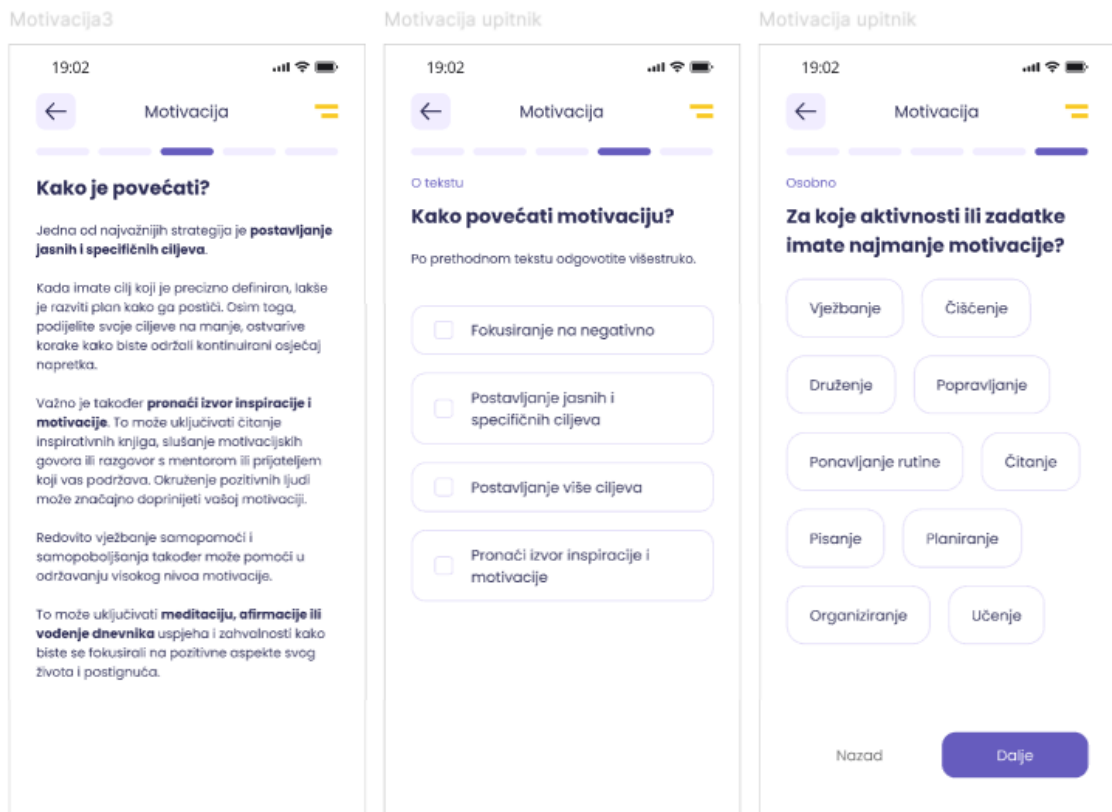 Motivacija3
19:02
Motivacija
Kako je povećati?
Jedna od najvažnijih strategija je postavljanje
jasnih i specifičnih ciljeva.
Kada imate cilj koji je precizno definiran, lakše
je razviti plan kako ga postići. Osim toga,
podijelite svoje ciljeve na manje, ostvarive
korake kako biste održali kontinuirani osjećaj
napretka.
Važno je također pronaći izvor inspiracije i
motivacije. To može uključivati čitanje
inspirativnih knjiga, slušanje motivacijskih
govora ili razgovor s mentorom ili prijateljem
koji vas podržava. Okruženje pozitivnih ljudi
može značajno doprinijeti vašoj motivaciji.
Redovito vježbanje samopomoći i
samopoboljšanja također može pomoći u
održavanju visokog nivoa motivacije.
To može uključivati meditaciju, afirmacije ili
vođenje dnevnika uspjeha i zahvalnosti kako
biste se fokusirali na pozitivne aspekte svog
života i postignuća.
Motivacija upitnik
19:02
Motivacija
O tekstu
Kako povećati motivaciju?
Po prethodnom tekstu odgovotite višestruko.
Fokusiranje na negativno
Postavljanje jasnih i
specifičnih ciljeva
Postavljanje više ciljeva
Pronaći izvor inspiracije i
motivacije
Motivacija upitnik
19:02
Motivacija
Osobno
Za koje aktivnosti ili zadatke
imate najmanje motivacije?
Vježbanje Čišćenje
Druženje Popravljanje
Ponavljanje rutine Čitanje
Pisanje Planiranje
Organiziranje Učenje
Nazad Dalje